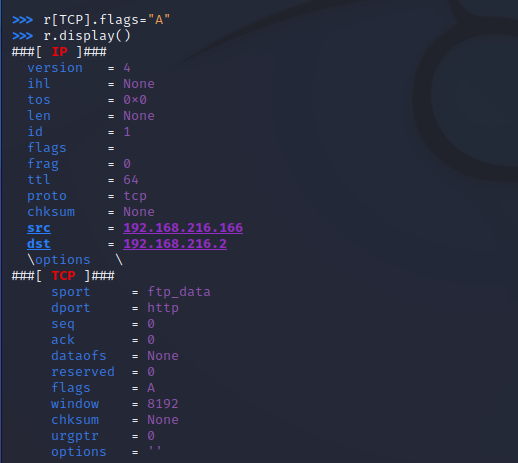 >>> r[TCP].flags="A"
>>> r.display()
###[ IP ]###
  version   = 4
  ihl       = None
  tos       = 0×0
  len       = None
  id        = 1
  flags     =
  frag      = 0
  ttl       = 64
  proto     = tcp
  chksum    = None
  src       = 192.168.216.166
  dst       = 192.168.216.2
  \options   \
###[ TCP ]###
     sport     = ftp_data
     dport     = http
     seq       = 0
     ack       = 0
     dataofs   = None
     reserved  = 0
     flags     = A
     window    = 8192
     chksum    = None
     urgptr    = 0
     options   = ''